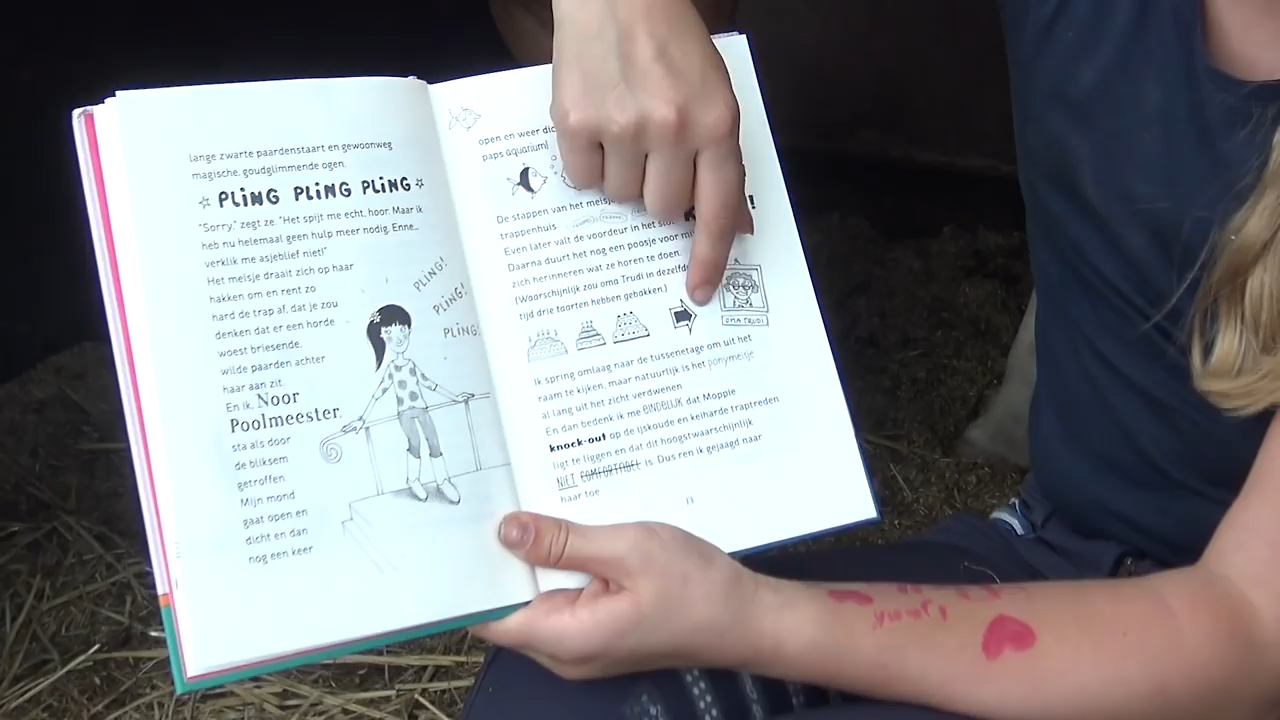 lange zwarte paardenstaart en gewoonweg
magische, goudglimmende ogen.
PLING PLING PLING
"Sorry," zegt ze. "Het spijt me echt, hoor. Maar ik
heb nu helemaal geen hulp meer nodig. Enne...
verklik me asjeblief niet!"
Het meisje draait zich op haar
hakken om en rent zo
hard de trap af, dat je zou
denken dat er een horde
woest briesende,
wilde paarden achter
haar aan zit.
En ik, Noor
Poolmeester,
sta als door
de bliksem
getroffen.
Mijn mond
gaat open en
dicht en dan
nog een keer
PLING!
PLING!
PLING!
open en weer dic
paps aquarium!
De stappen van het meisje
trappenhuis
!
Even later valt de voordeur in het slo
Daarna duurt het nog een poosje voor mi
zich herinneren wat ze horen te doen.
(Waarschijnlijk zou oma Trudi in dezelfd
tijd drie taarten hebben gebakken.)
OMA TRUDI
Ik spring omlaag naar de tussenetage om uit het
raam te kijken, maar natuurlijk is het ponymeisje
al lang uit het zicht verdwenen
En dan bedenk ik me EINDELIJK dat Mopple
knock-out op de ijskoude en keiharde traptreden
ligt te liggen en dat dit hoogstwaarschijnlijk
NIET COMFORTABEL is. Dus ren ik gejaagd naar
haar toe